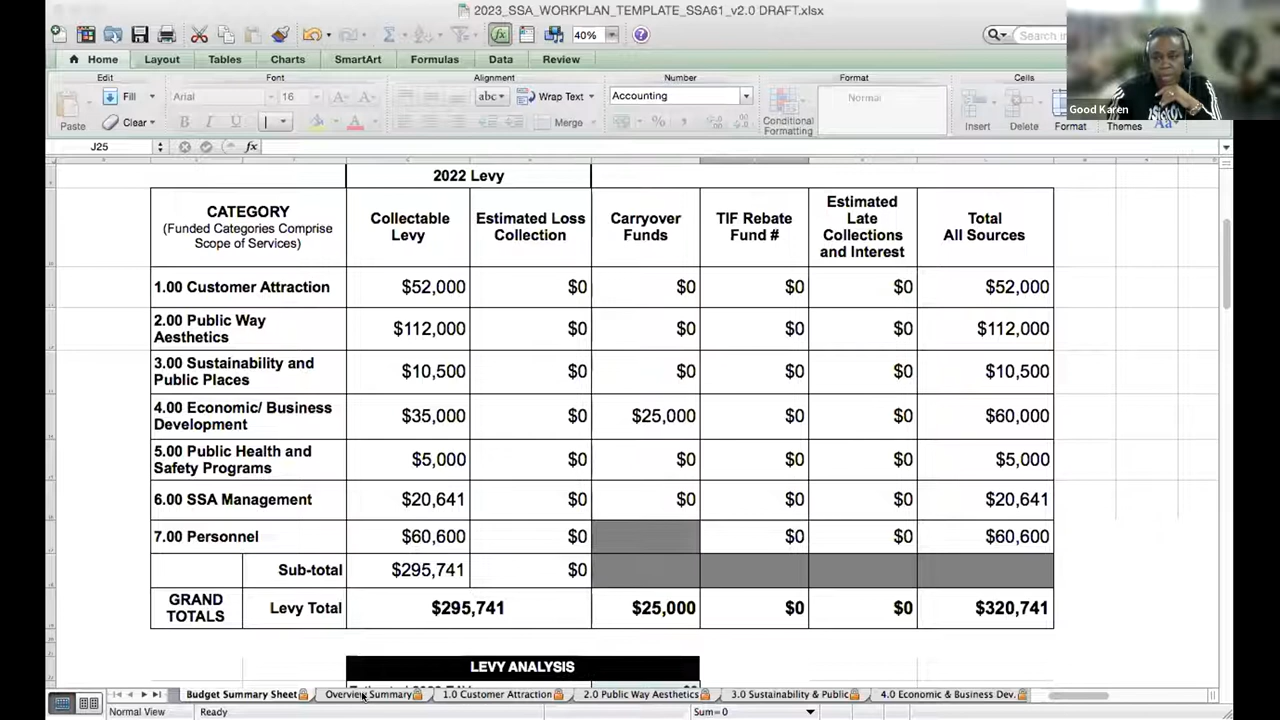 2023_SSA_WORKPLAN_TEMPLATE_SSA61_v2.0 DRAFT.xlsx
40%
Search in
Home Layout Tables Charts SmartArt Formulas Data Review
Edit Font Alignment Number Format Cells
Fill Arial 16 abc Wrap Text Accounting Normal
Paste Clear B I U Merge % Conditional Formatting Insert Delete Format Themes Aa
Good Karen
J25 fx
2022 Levy
CATEGORY
(Funded Categories Comprise Scope of Services)
Collectable Levy
Estimated Loss Collection
Carryover Funds
TIF Rebate Fund #
Estimated Late Collections and Interest
Total All Sources
1.00 Customer Attraction $52,000 $0 $0 $0 $0 $52,000
2.00 Public Way Aesthetics $112,000 $0 $0 $0 $0 $112,000
3.00 Sustainability and Public Places $10,500 $0 $0 $0 $0 $10,500
4.00 Economic/ Business Development $35,000 $0 $25,000 $0 $0 $60,000
5.00 Public Health and Safety Programs $5,000 $0 $0 $0 $0 $5,000
6.00 SSA Management $20,641 $0 $0 $0 $0 $20,641
7.00 Personnel $60,600 $0 $0 $0 $60,600
Sub-total $295,741 $0
GRAND TOTALS Levy Total $295,741 $25,000 $0 $0 $320,741
LEVY ANALYSIS
Budget Summary Sheet Overview Summary 1.0 Customer Attraction 2.0 Public Way Aesthetics 3.0 Sustainability & Public 4.0 Economic & Business Dev.
Normal View Ready Sum=0